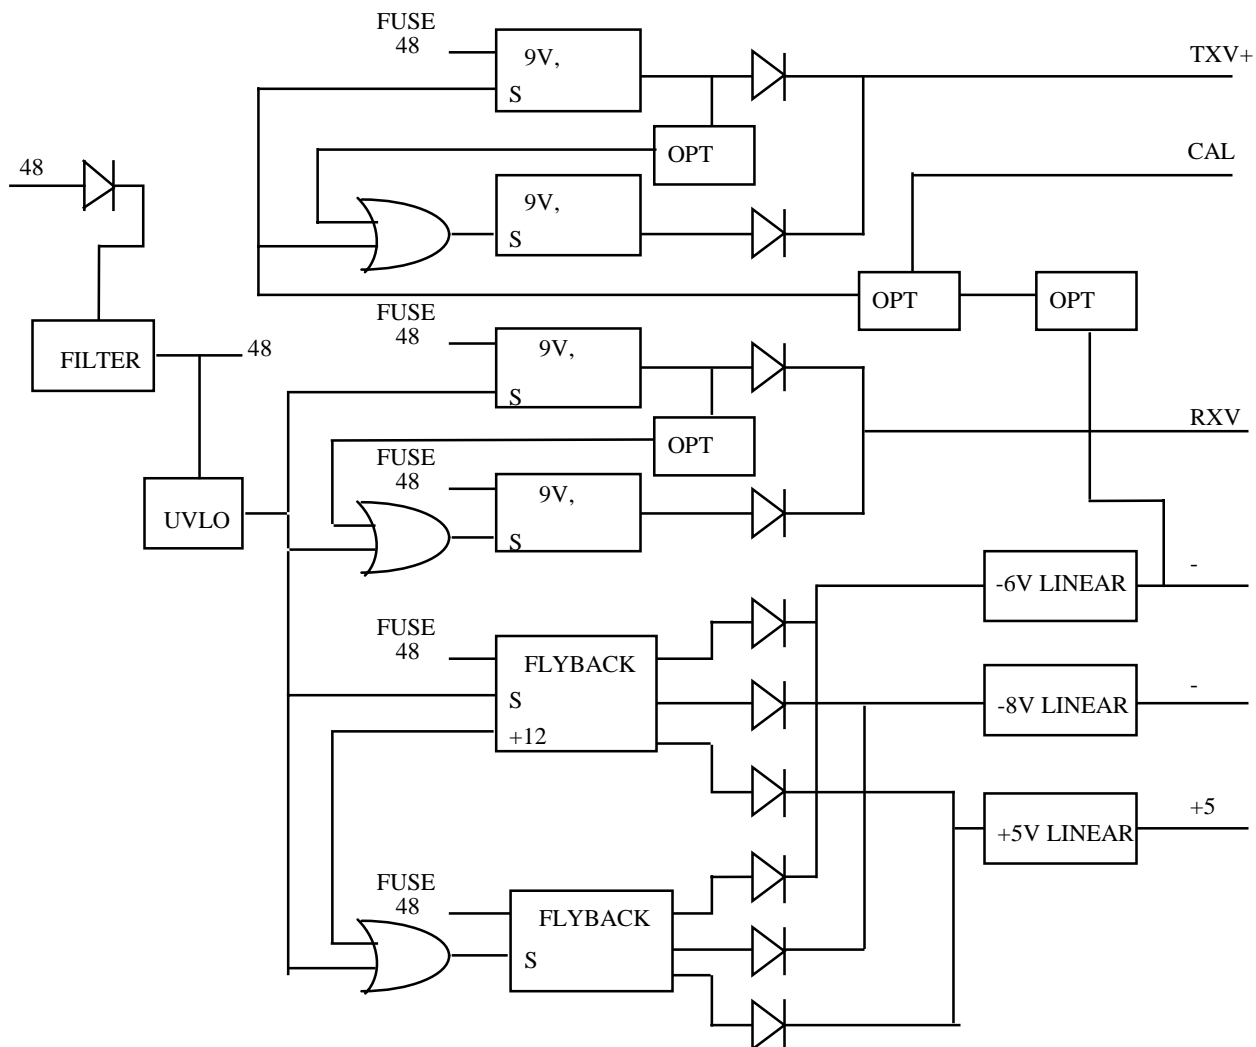 FUSE
48
9V,
S
TXV+
OPT
CAL
48
9V,
S
OPT
OPT
FUSE
48
9V,
S
FILTER
48
OPT
RXV
FUSE
48
9V,
S
UVLO
-6V LINEAR
-
FUSE
48
FLYBACK
S
+12
-8V LINEAR
-
+5V LINEAR
+5
FUSE
48
FLYBACK
S